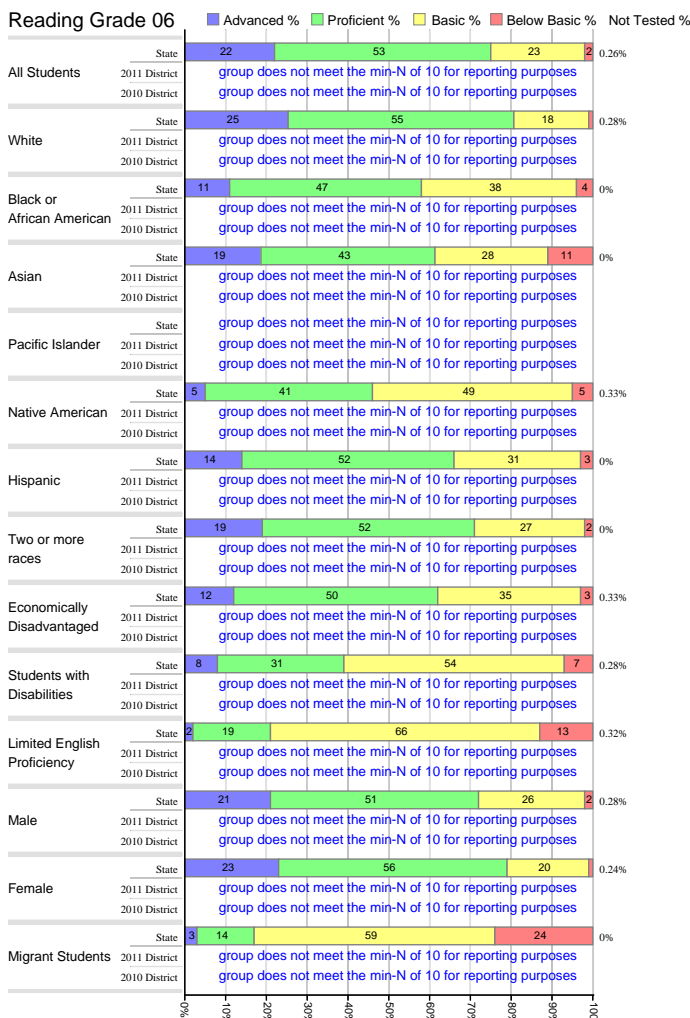 Reading Grade 06
Advanced % Proficient % Basic % Below Basic % Not Tested %
State 22 53 23 2 0.26%
All Students
2011 District group does not meet the min-N of 10 for reporting purposes
2010 District group does not meet the min-N of 10 for reporting purposes
State 25 55 18 0.28%
White
2011 District group does not meet the min-N of 10 for reporting purposes
2010 District group does not meet the min-N of 10 for reporting purposes
State 11 47 38 4 0%
Black or
African American
2011 District group does not meet the min-N of 10 for reporting purposes
2010 District group does not meet the min-N of 10 for reporting purposes
State 19 43 28 11 0%
Asian
2011 District group does not meet the min-N of 10 for reporting purposes
2010 District group does not meet the min-N of 10 for reporting purposes
State group does not meet the min-N of 10 for reporting purposes
Pacific Islander
2011 District group does not meet the min-N of 10 for reporting purposes
2010 District group does not meet the min-N of 10 for reporting purposes
State 5 41 49 5 0.33%
Native American
2011 District group does not meet the min-N of 10 for reporting purposes
2010 District group does not meet the min-N of 10 for reporting purposes
State 14 52 31 3 0%
Hispanic
2011 District group does not meet the min-N of 10 for reporting purposes
2010 District group does not meet the min-N of 10 for reporting purposes
State 19 52 27 2 0%
Two or more
races
2011 District group does not meet the min-N of 10 for reporting purposes
2010 District group does not meet the min-N of 10 for reporting purposes
State 12 50 35 3 0.33%
Economically
Disadvantaged
2011 District group does not meet the min-N of 10 for reporting purposes
2010 District group does not meet the min-N of 10 for reporting purposes
State 8 31 54 7 0.28%
Students with
Disabilities
2011 District group does not meet the min-N of 10 for reporting purposes
2010 District group does not meet the min-N of 10 for reporting purposes
State 2 19 66 13 0.32%
Limited English
Proficiency
2011 District group does not meet the min-N of 10 for reporting purposes
2010 District group does not meet the min-N of 10 for reporting purposes
State 21 51 26 2 0.28%
Male
2011 District group does not meet the min-N of 10 for reporting purposes
2010 District group does not meet the min-N of 10 for reporting purposes
State 23 56 20 0.24%
Female
2011 District group does not meet the min-N of 10 for reporting purposes
2010 District group does not meet the min-N of 10 for reporting purposes
State 3 14 59 24 0%
Migrant Students
2011 District group does not meet the min-N of 10 for reporting purposes
2010 District group does not meet the min-N of 10 for reporting purposes
0% 10% 20% 30% 40% 50% 60% 70% 80% 90%